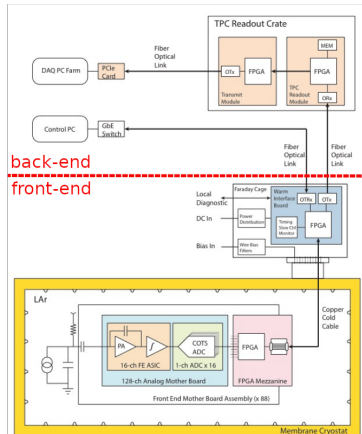 TPC Readout Crate
MEM
Fiber
Optical
Link
DAQ PC Farm
PCIe
Card
OTx
FPGA
FPGA
Transmit
Module
TPC
Readout
Module
ORx
Control PC
GbE
Switch
Fiber
Optical
Link
Fiber
Optical
Link
back-end
front-end
Faraday Cage
Warm
Interface
Board
Local
Diagnostic
OTRx
OTx
DC In
Power
Distribution
Timing
Slow Ctrl
Monitor
FPGA
Bias In
Wire Bias
Filters
LAr
Copper
Cold
Cable
PA
∫
COTS
ADC
FPGA
16-ch FE ASIC
1-ch ADC x 16
128-ch Analog Mother Board
FPGA Mezzanine
Front End Mother Board Assembly (x 88)
Membrane Cryostat